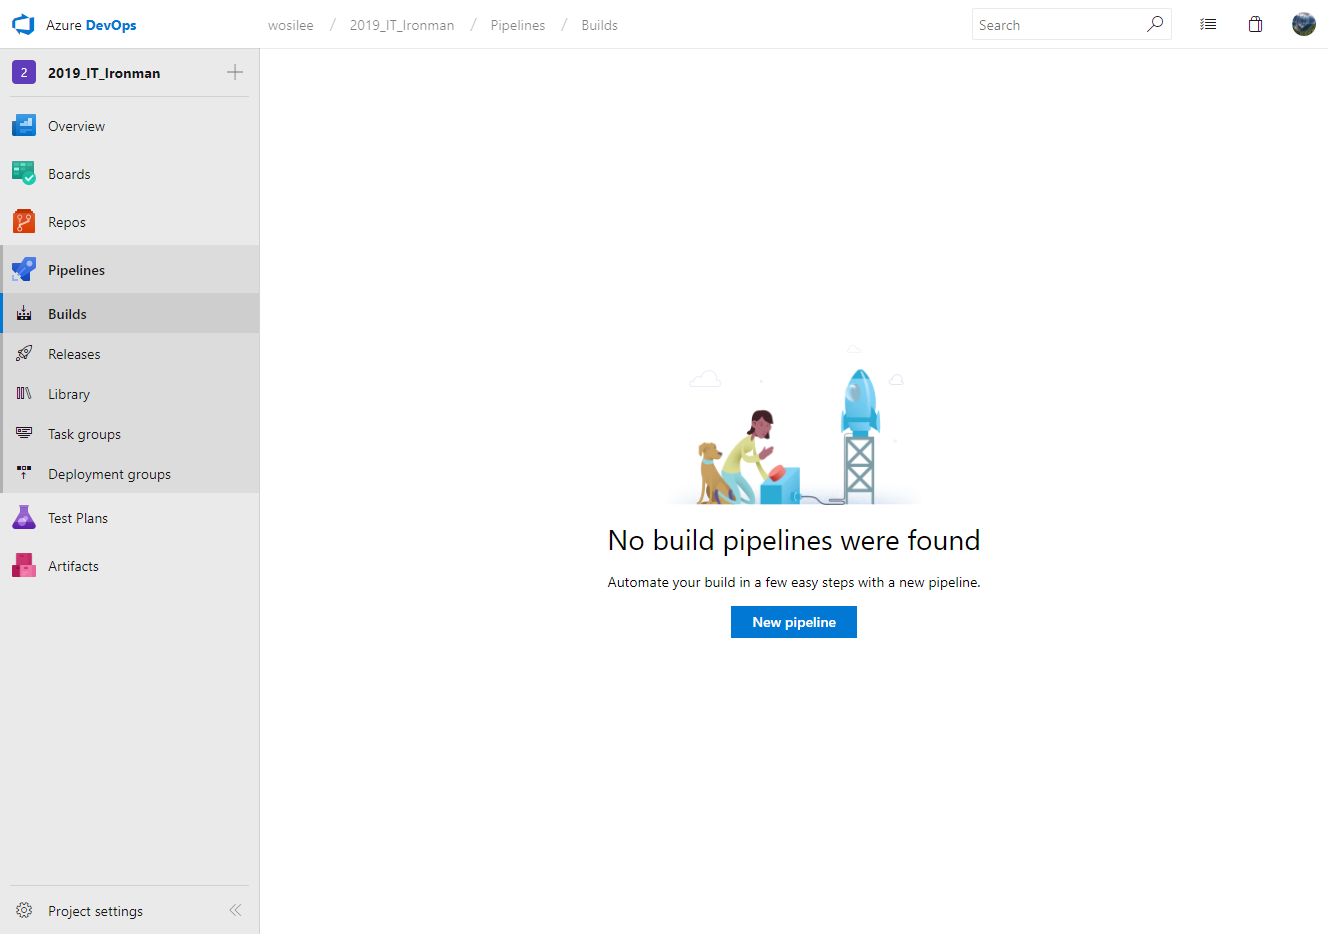 Azure DevOps
wosilee / 2019_IT_Ironman / Pipelines / Builds
Search
2 2019_IT_Ironman
Overview
Boards
Repos
Pipelines
Builds
Releases
Library
Task groups
Deployment groups
Test Plans
Artifacts
No build pipelines were found
Automate your build in a few easy steps with a new pipeline.
New pipeline
Project settings